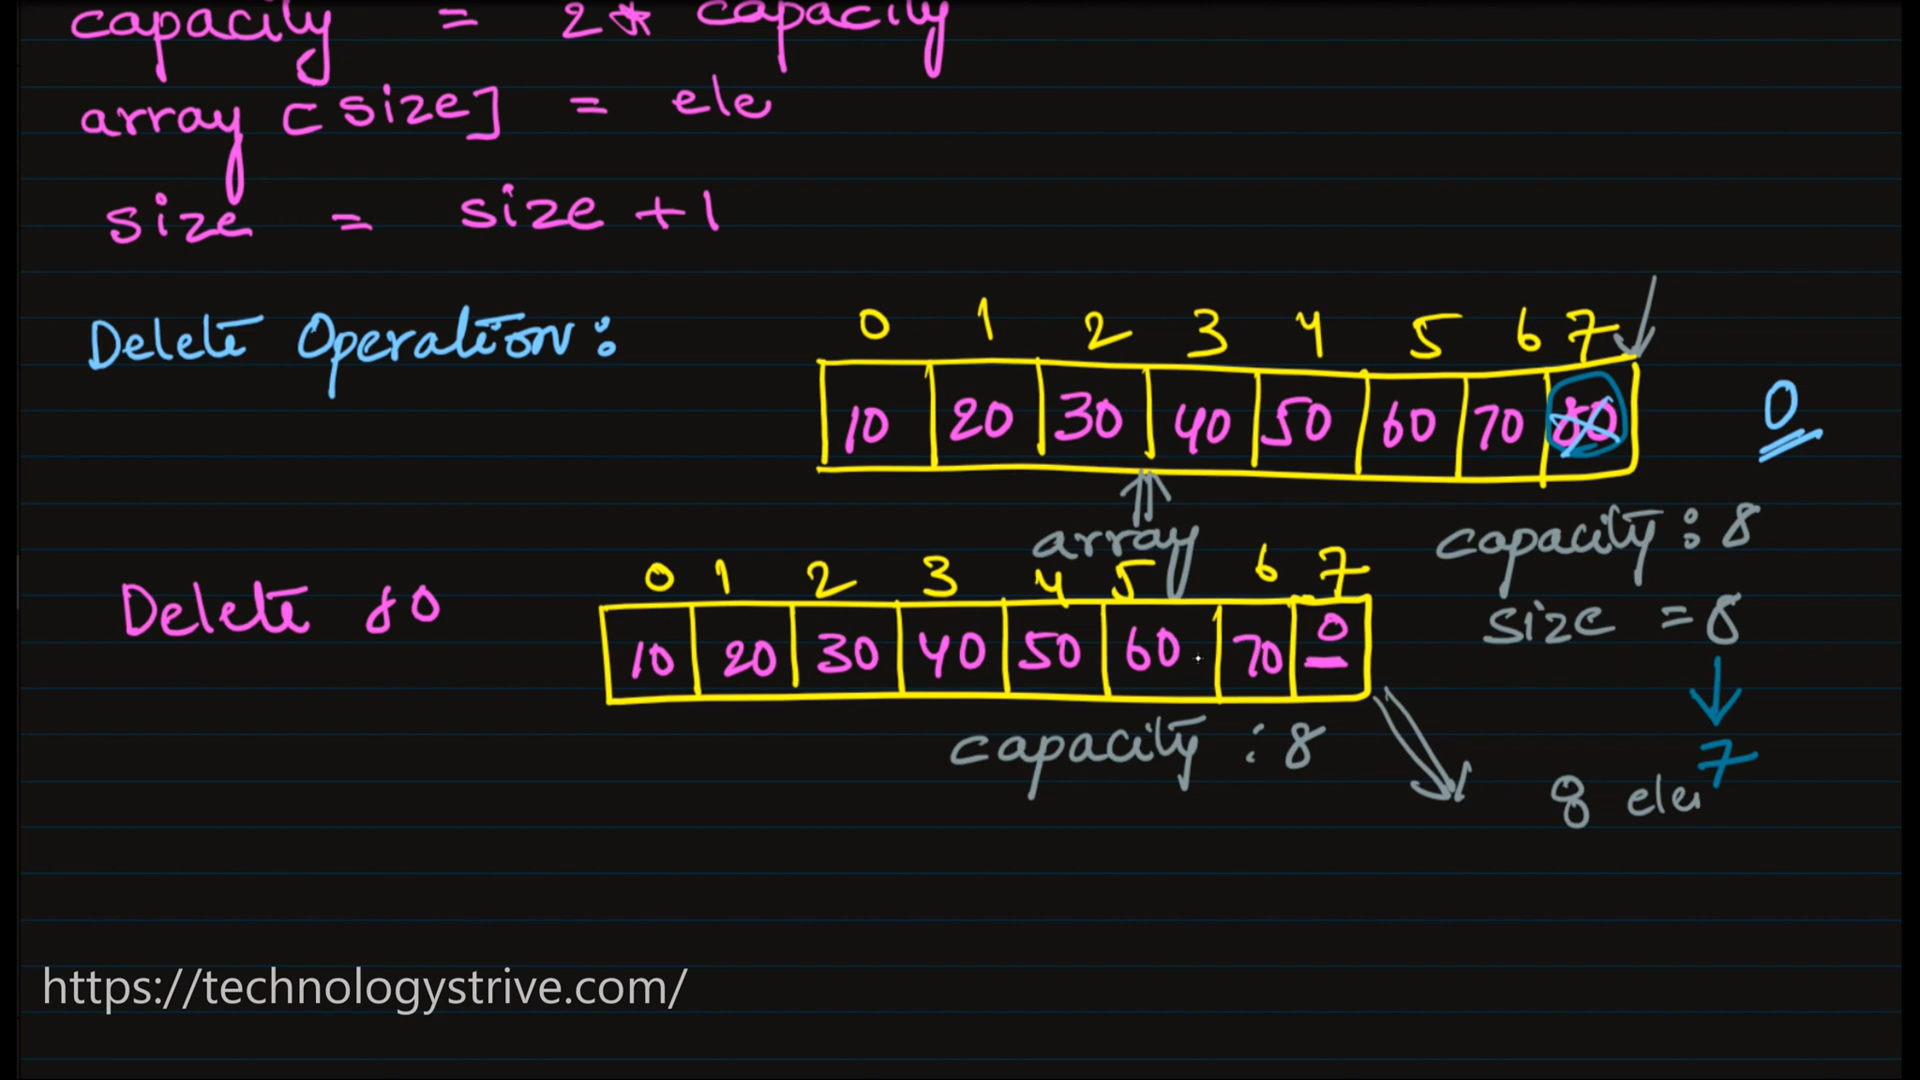 capacity = 2* capacity
array [size] = ele
size = size +1
Delete Operation:
0 1 2 3 4 5 6 7
10 20 30 40 50 60 70 80
0
array
capacity: 8
size = 8
7
Delete 80
0 1 2 3 4 5 6 7
10 20 30 40 50 60 70 0
capacity : 8
8 ele
https://technologystrive.com/